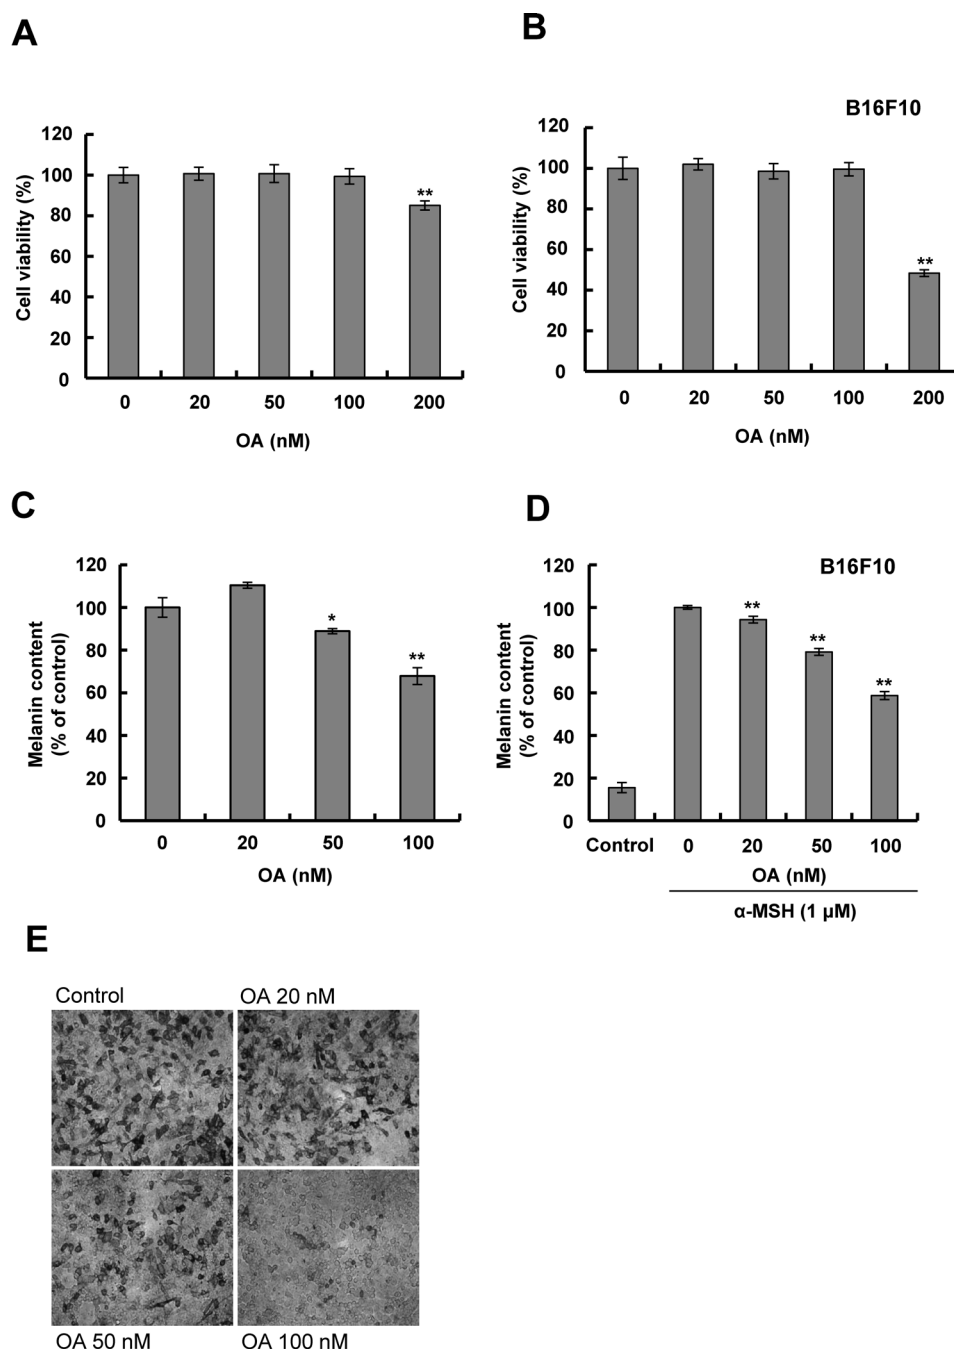 A
Cell viability (%)
120
100
80
60
40
20
0
**
0 20 50 100 200
OA (nM)
B
B16F10
Cell viability (%)
120
100
80
60
40
20
0
**
0 20 50 100 200
OA (nM)
C
Melanin content
(% of control)
120
100
80
60
40
20
0
*
**
0 20 50 100
OA (nM)
D
B16F10
Melanin content
(% of control)
120
100
80
60
40
20
0
**
**
**
Control 0 20 50 100
OA (nM)
α-MSH (1 μM)
E
Control OA 20 nM
OA 50 nM OA 100 nM